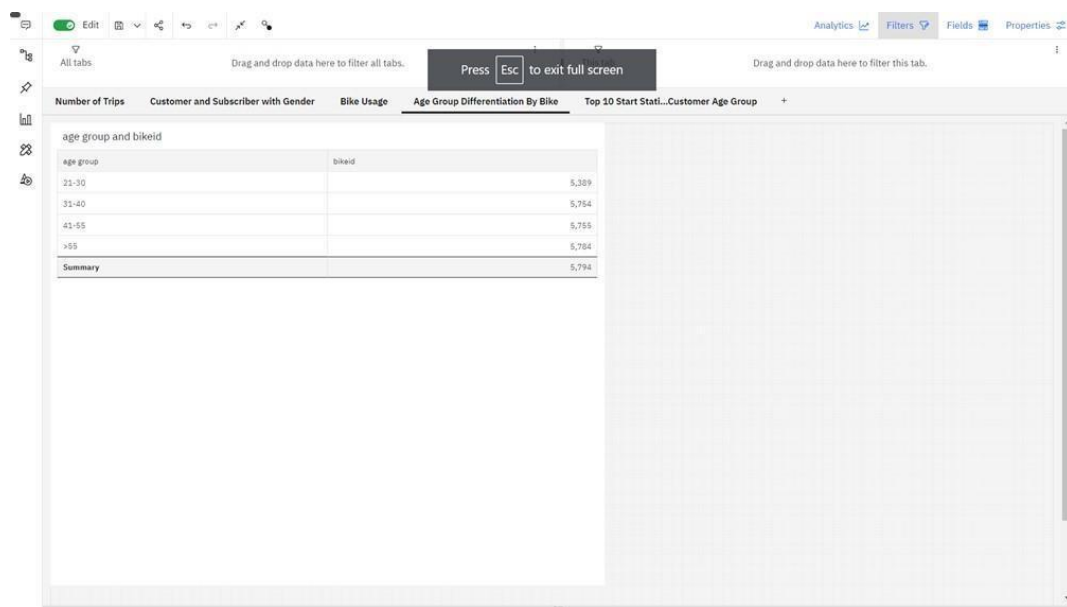 Edit
Analytics Filters Fields Properties
All tabs Drag and drop data here to filter all tabs.
Drag and drop data here to filter this tab.
Press Esc to exit full screen
Number of Trips Customer and Subscriber with Gender Bike Usage Age Group Differentiation By Bike Top 10 Start Stati...Customer Age Group +
age group and bikeid
age group bikeid
21-30 5,389
31-40 5,754
41-55 5,755
>55 5,784
Summary 5,794